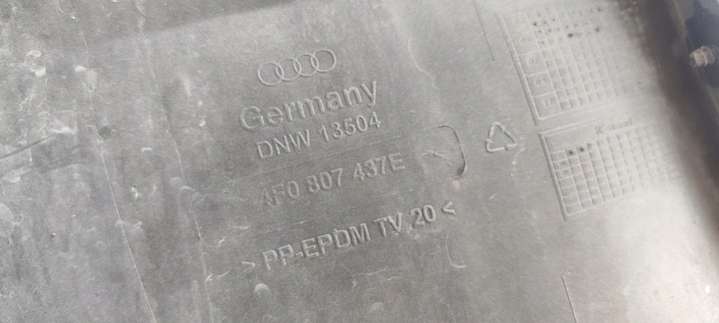 Germany
DNW 13504
4F0 807 437E
> PP-EPDM TV 20 <